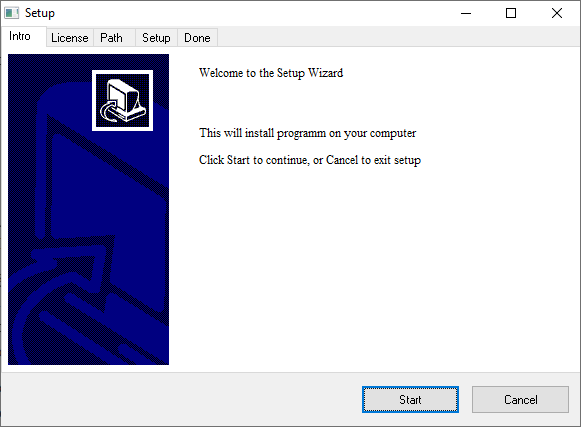 Setup
Intro License Path Setup Done
Welcome to the Setup Wizard
This will install programm on your computer
Click Start to continue, or Cancel to exit setup
Start Cancel